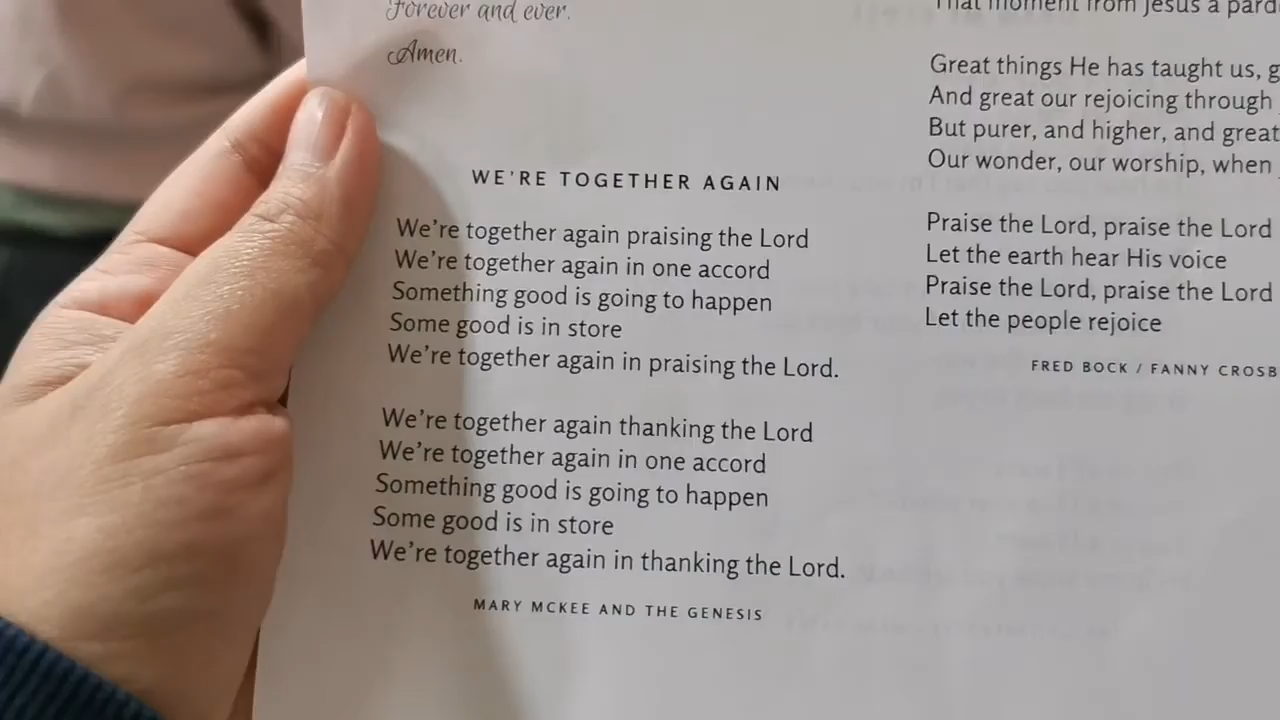 Forever and ever.
Amen.
WE'RE TOGETHER AGAIN
We're together again praising the Lord
We're together again in one accord
Something good is going to happen
Some good is in store
We're together again in praising the Lord.
We're together again thanking the Lord
We're together again in one accord
Something good is going to happen
Some good is in store
We're together again in thanking the Lord.
MARY MCKEE AND THE GENESIS
That moment from Jesus a
Great things He has taught us,
And great our rejoicing through
But purer, and higher, and
Our wonder, our worship, when
Praise the Lord, praise the Lord
Let the earth hear His voice
Praise the Lord, praise the Lord
Let the people rejoice
FRED BOCK / FANNY